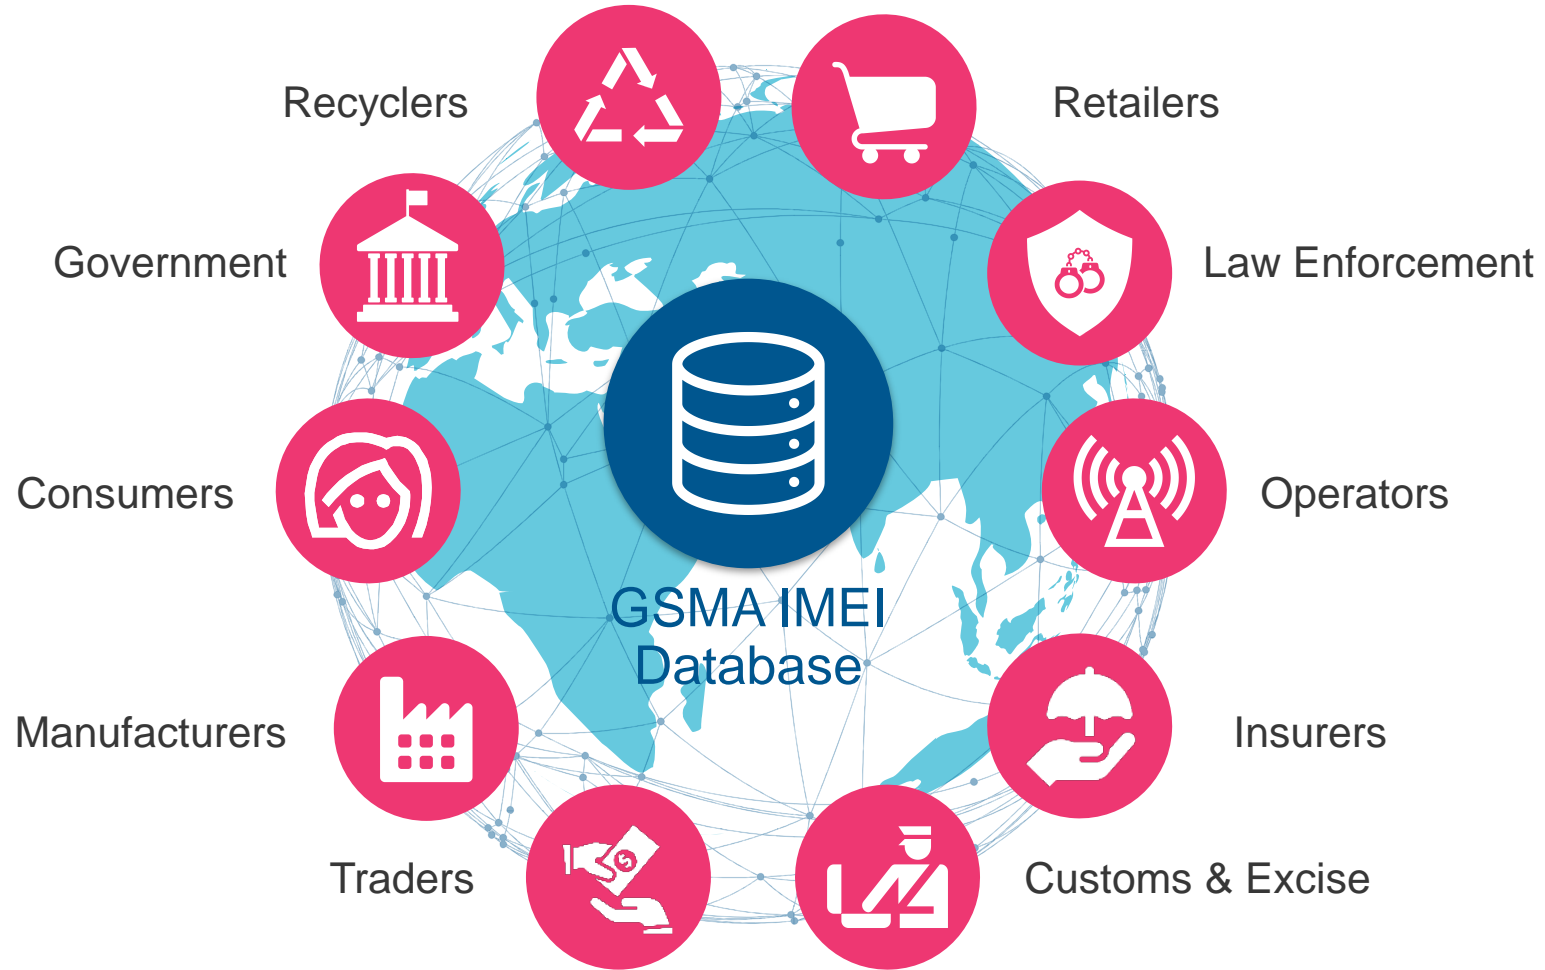 Recyclers
Retailers
Government
Law Enforcement
Consumers
Operators
GSMA IMEI
Database
Manufacturers
Insurers
Traders
Customs & Excise
$